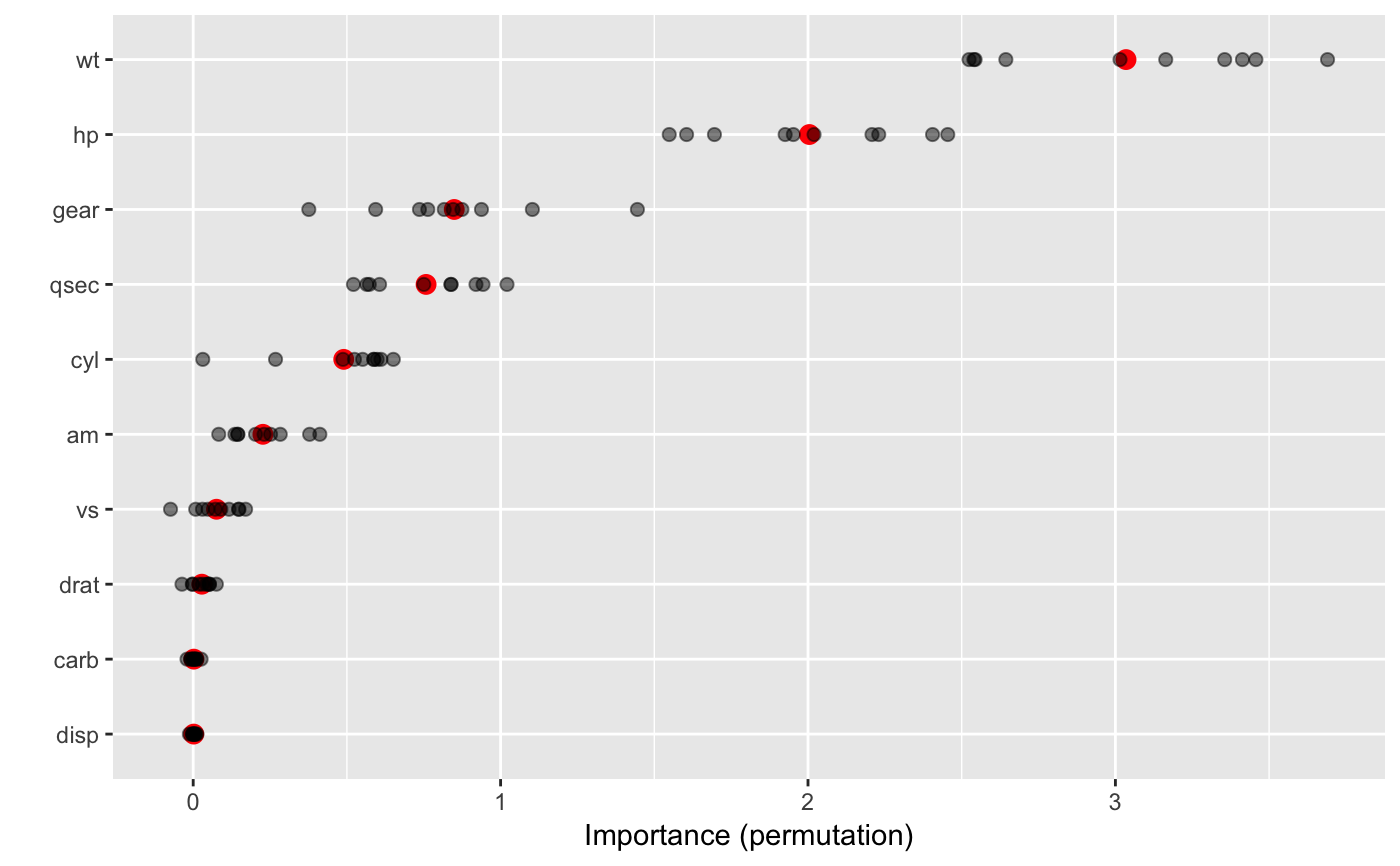 wt
hp
gear
qsec
cyl
am
vs
drat
carb
disp
0 1 2 3
Importance (permutation)